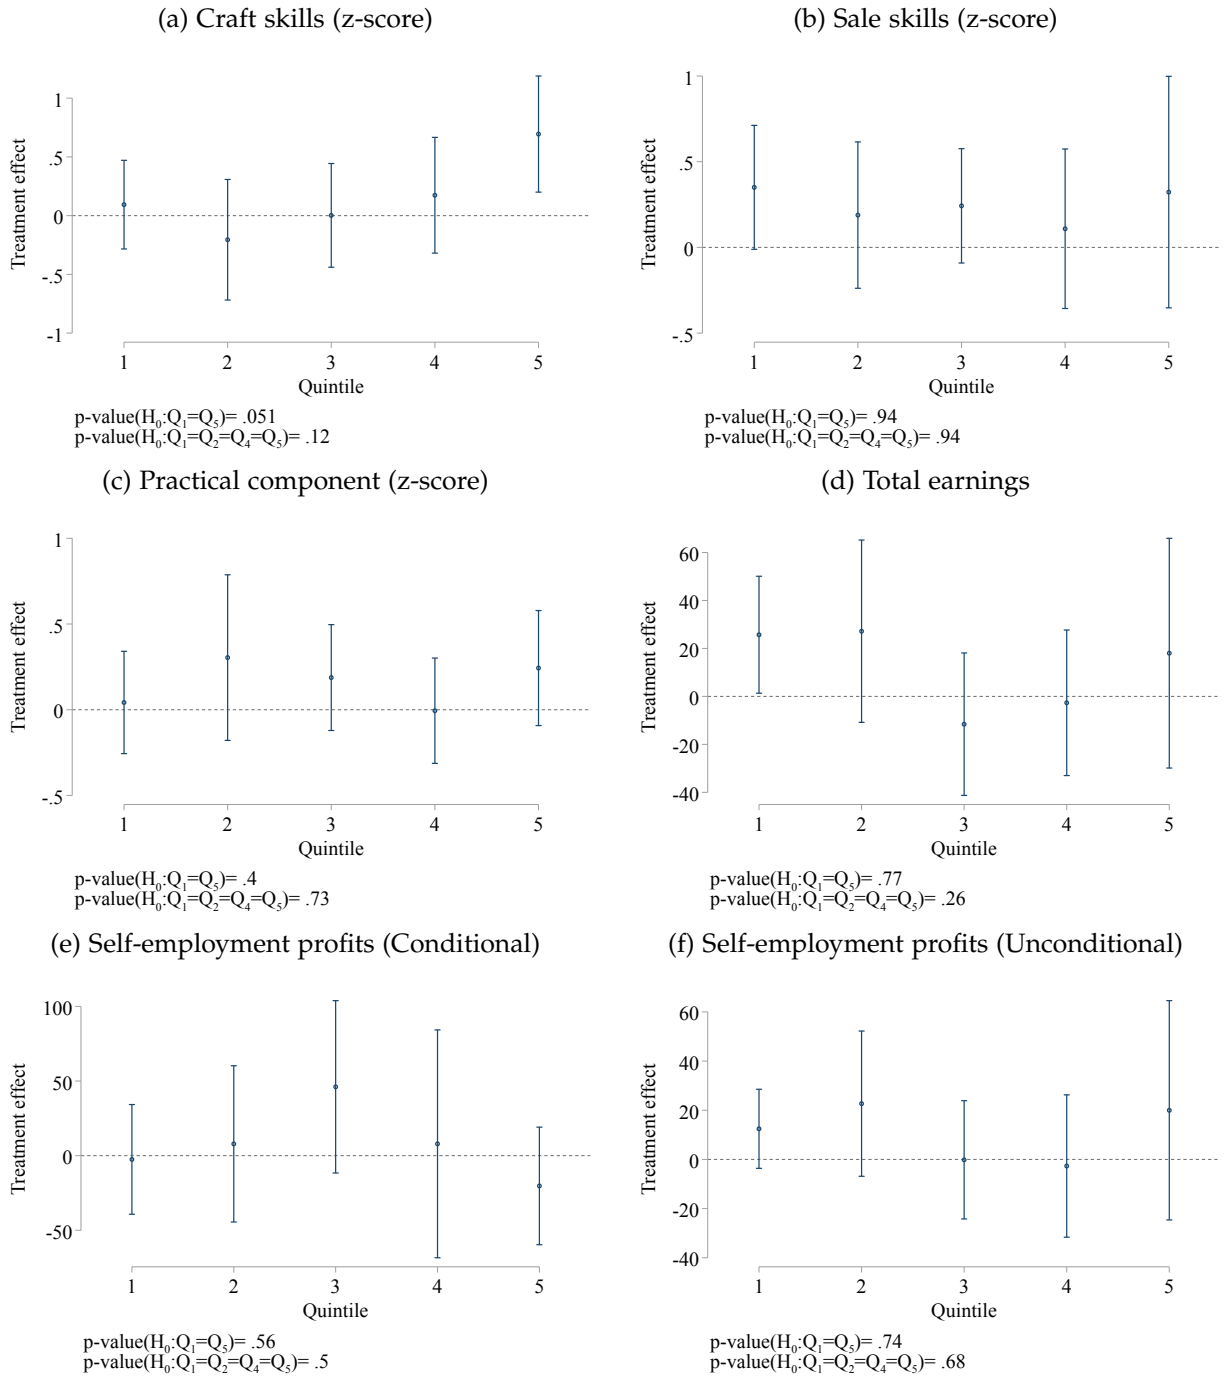 (a) Craft skills (z-score)
Treatment effect
1
.5
0
-.5
-1
1 2 3 4 5
Quintile
p-value(H₀:Q₁=Q₅)= .051
p-value(H₀:Q₁=Q₂=Q₄=Q₅)= .12
(b) Sale skills (z-score)
Treatment effect
1
.5
0
-.5
1 2 3 4 5
Quintile
p-value(H₀:Q₁=Q₅)= .94
p-value(H₀:Q₁=Q₂=Q₄=Q₅)= .94
(c) Practical component (z-score)
Treatment effect
1
.5
0
-.5
1 2 3 4 5
Quintile
p-value(H₀:Q₁=Q₅)= .4
p-value(H₀:Q₁=Q₂=Q₄=Q₅)= .73
(d) Total earnings
Treatment effect
60
40
20
0
-20
-40
1 2 3 4 5
Quintile
p-value(H₀:Q₁=Q₅)= .77
p-value(H₀:Q₁=Q₂=Q₄=Q₅)= .26
(e) Self-employment profits (Conditional)
Treatment effect
100
50
0
-50
1 2 3 4 5
Quintile
p-value(H₀:Q₁=Q₅)= .56
p-value(H₀:Q₁=Q₂=Q₄=Q₅)= .5
(f) Self-employment profits (Unconditional)
Treatment effect
60
40
20
0
-20
-40
1 2 3 4 5
Quintile
p-value(H₀:Q₁=Q₅)= .74
p-value(H₀:Q₁=Q₂=Q₄=Q₅)= .68